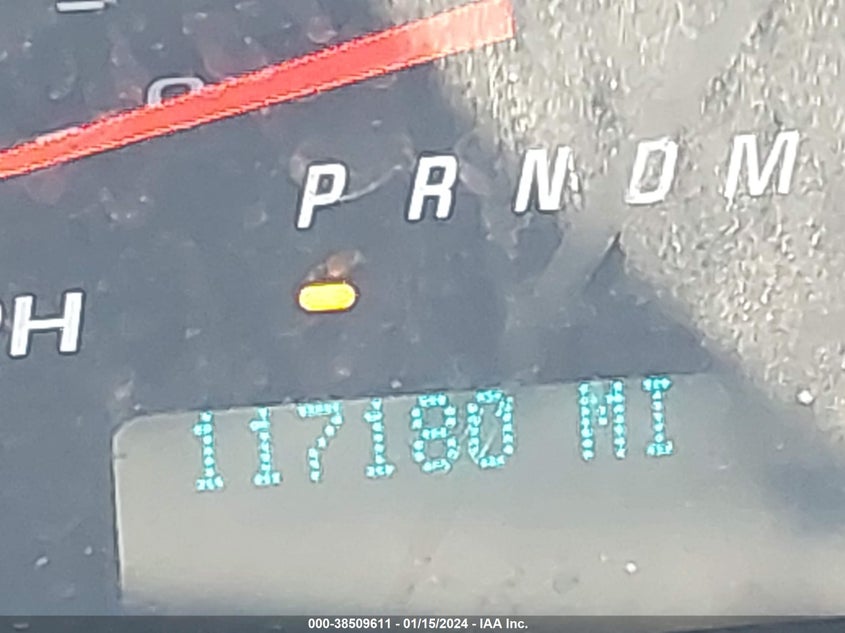 P R N D M
H
117180 MI
000-38509611 - 01/15/2024 - IAA Inc.